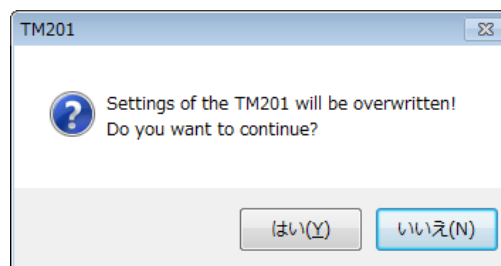 TM201
Settings of the TM201 will be overwritten!
Do you want to continue?
はい(Y)
いいえ(N)